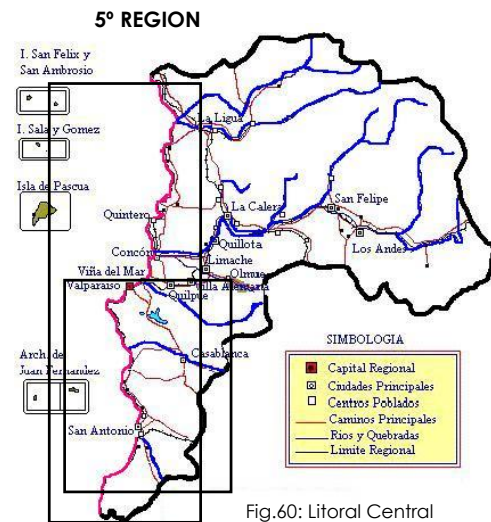 5º REGION
I. San Felix y
San Ambrosio
I. Sala y Gomez
Isla de Pascua
La Ligua
Quintero
La Calera
San Felipe
Quillota
Los Andes
Concón
Limache
Olmue
Viña del Mar
Villa Alemana
Valparaiso
Quilpue
Casablanca
Arch. de
Juan Fernandez
San Antonio
SIMBOLOGIA
Capital Regional
Ciudades Principales
Centros Poblados
Caminos Principales
Rios y Quebradas
Limite Regional
Fig.60: Litoral Central